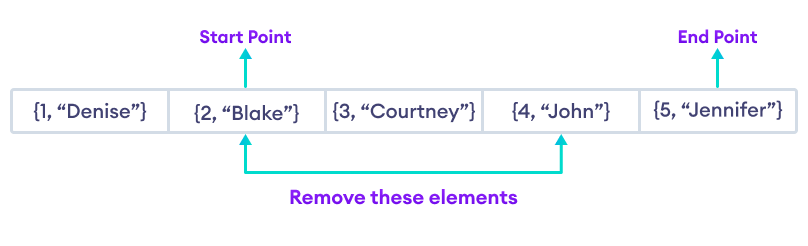 Start Point End Point
{1, “Denise”} {2, “Blake”} {3, “Courtney”} {4, “John”} {5, “Jennifer”}
Remove these elements